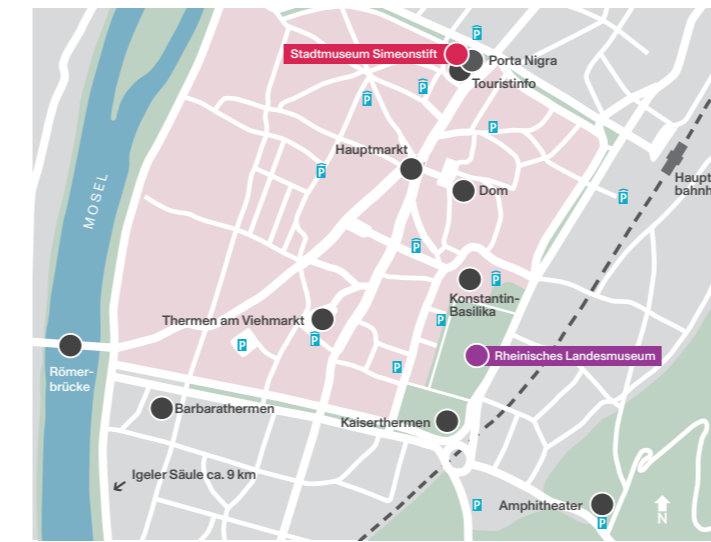 P
Stadtmuseum Simeonstift
Porta Nigra
Touristinfo
P
P
P
Hauptmarkt
P
Dom
Haupt
bahnh
P
MOSEL
P
P
Konstantin-
Basilika
Thermen am Viehmarkt
P
P
P
Rheinisches Landesmuseum
Römer-
brücke
P
Barbarathermen
Kaiserthermen
Igeler Säule ca. 9 km
P
Amphitheater
N
P